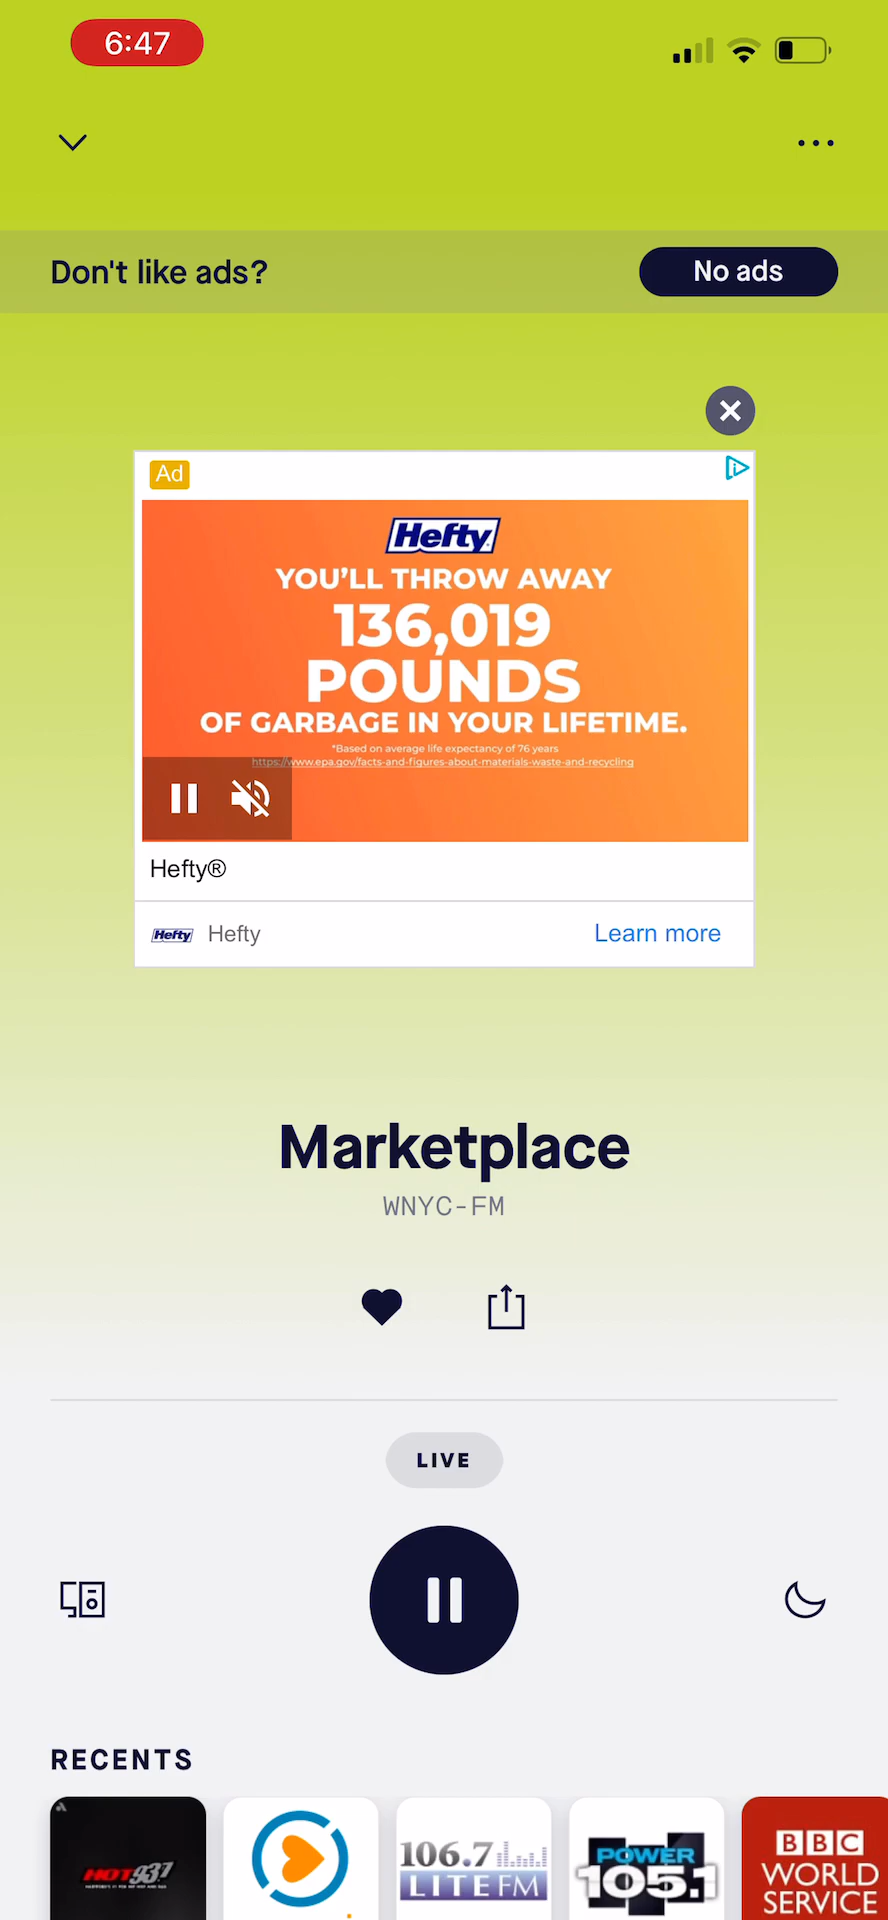 6:47
Don't like ads?
No ads
Ad
Hefty
YOU'LL THROW AWAY
136,019
POUNDS
OF GARBAGE IN YOUR LIFETIME.
*Based on average life expectancy of 76 years
https://www.epa.gov/facts-and-figures-about-materials-waste-and-recycling
Hefty®
Hefty Hefty
Learn more
Marketplace
WNYC-FM
LIVE
RECENTS
HOT 93.7
106.7
LITE FM
POWER
105.1
BBC
WORLD
SERVICE